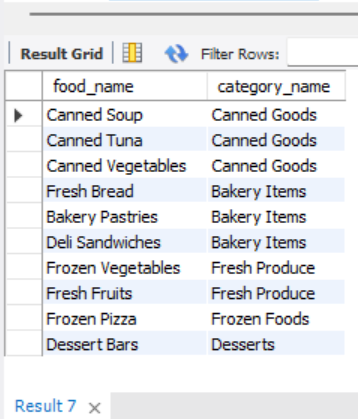 Result Grid Filter Rows:
food_name category_name
Canned Soup Canned Goods
Canned Tuna Canned Goods
Canned Vegetables Canned Goods
Fresh Bread Bakery Items
Bakery Pastries Bakery Items
Deli Sandwiches Bakery Items
Frozen Vegetables Fresh Produce
Fresh Fruits Fresh Produce
Frozen Pizza Frozen Foods
Dessert Bars Desserts
Result 7 ×